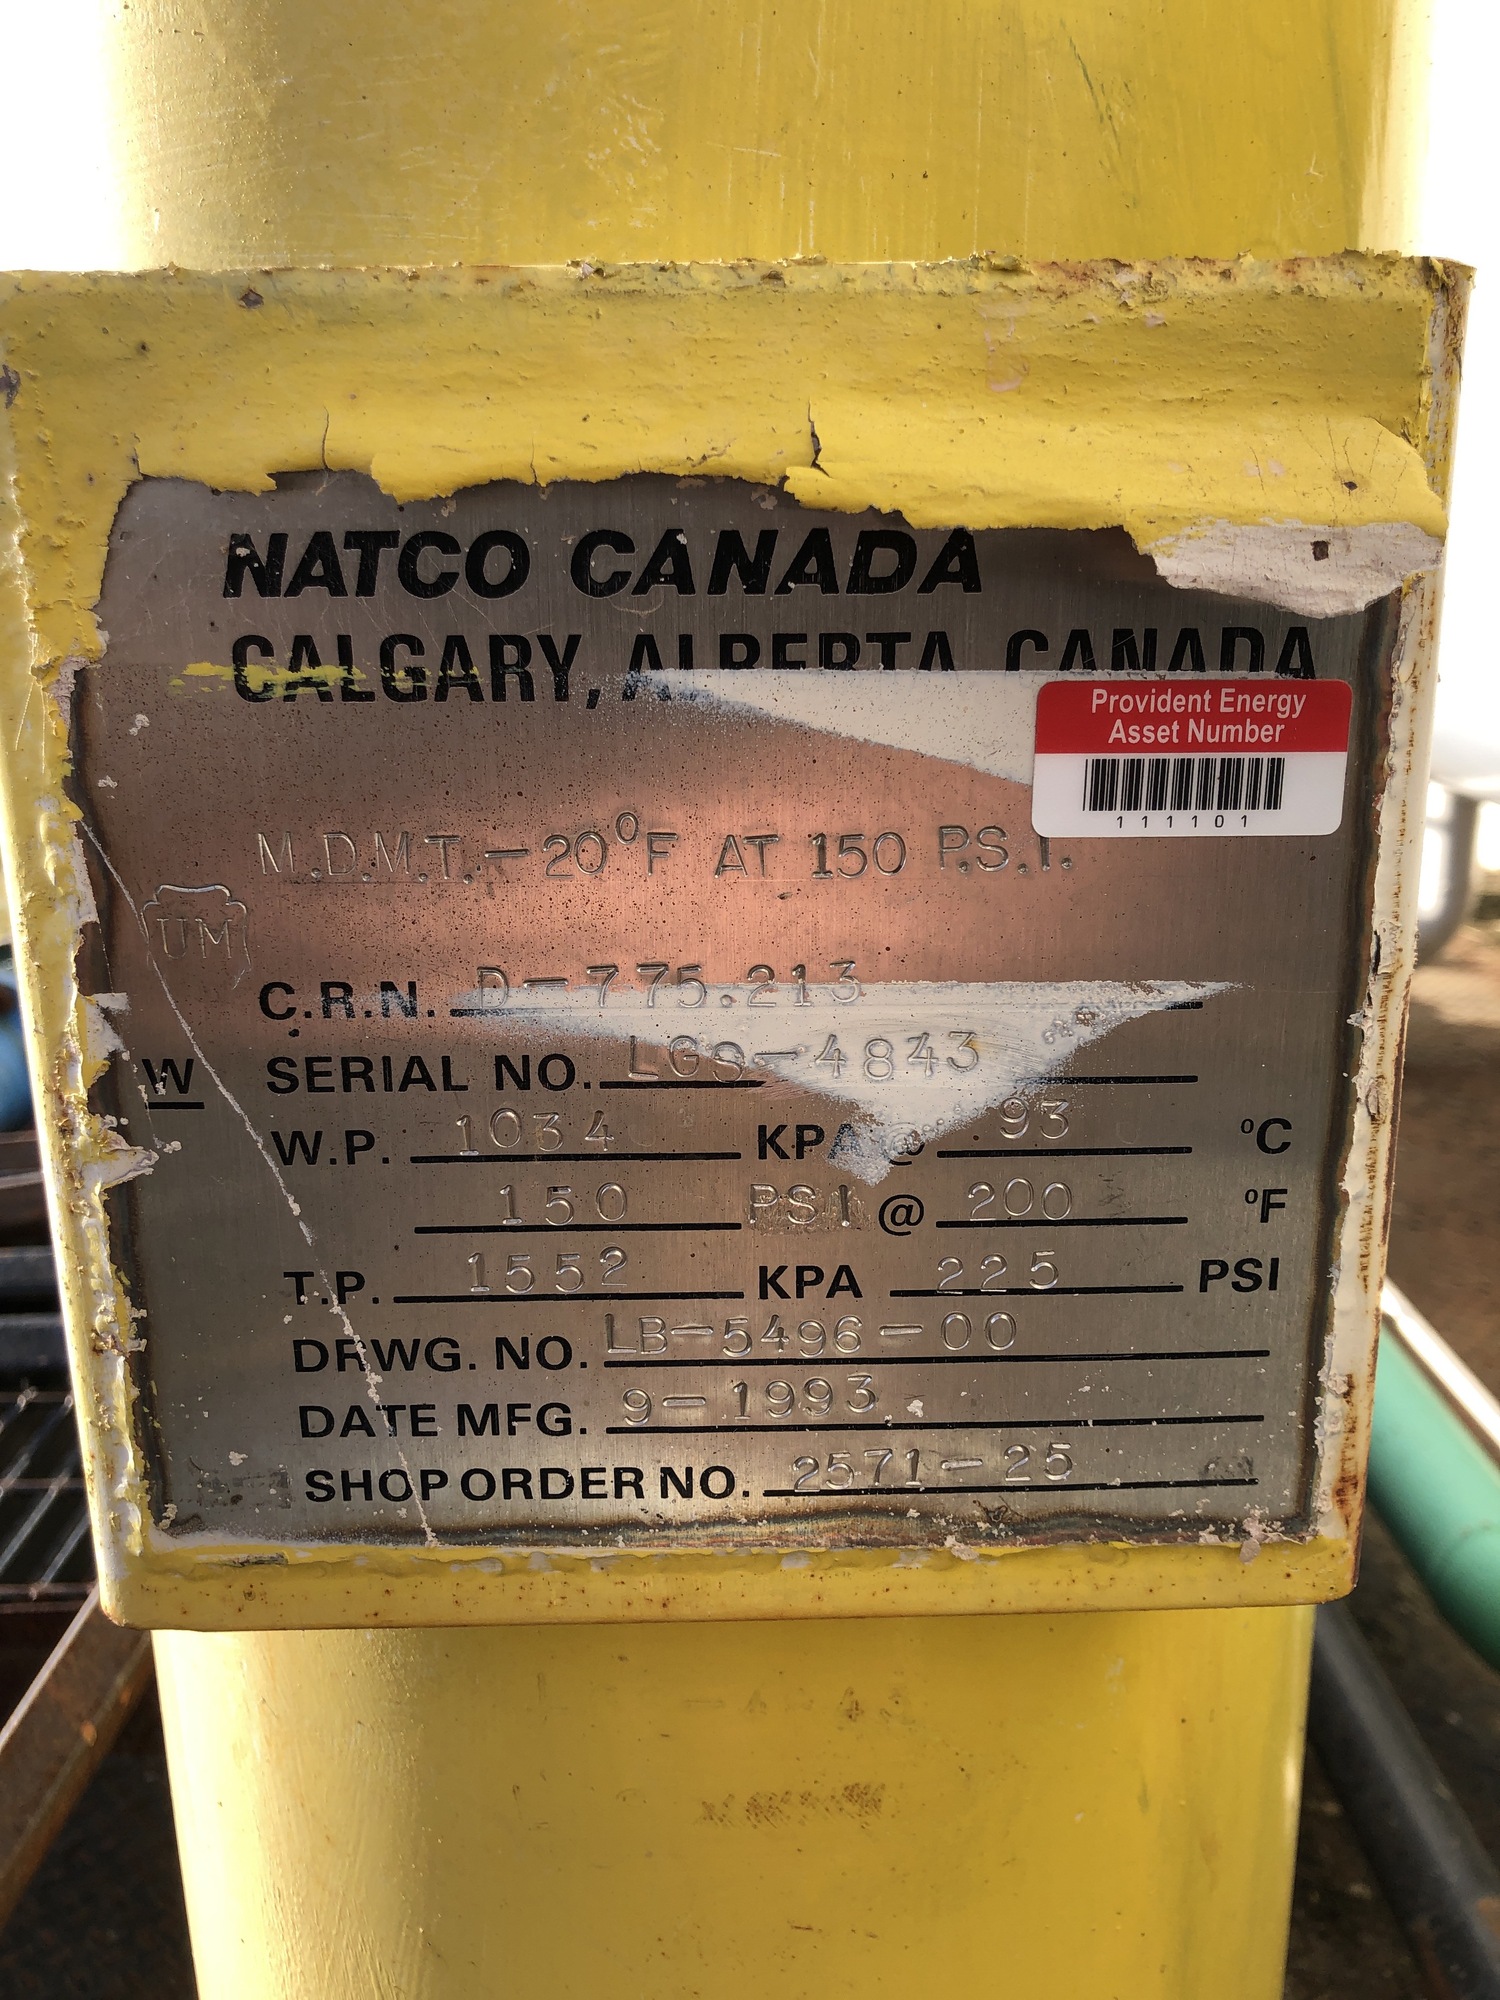 NATCO CANADA
CALGARY, ALBERTA, CANADA
Provident Energy
Asset Number
111101
M.D.M.T. -20°F AT 150 P.S.I.
UM
C.R.N. D-775.213
W SERIAL NO. LGS-4843
W.P. 1034 KPA @ 93 °C
150 PSI @ 200 °F
T.P. 1552 KPA 225 PSI
DRWG. NO. LB-5496-00
DATE MFG. 9-1993
SHOP ORDER NO. 2571-25